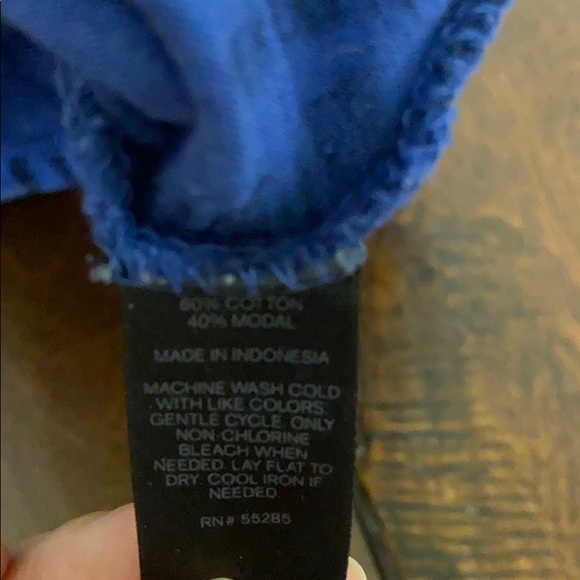 60% COTTON
40% MODAL
MADE IN INDONESIA
MACHINE WASH COLD
WITH LIKE COLORS.
GENTLE CYCLE. ONLY
NON-CHLORINE
BLEACH WHEN
NEEDED. LAY FLAT TO
DRY. COOL IRON IF
NEEDED.
RN# 55285